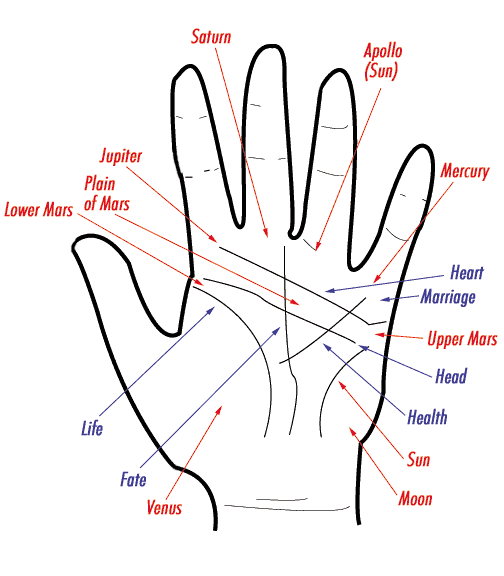 Saturn
Apollo
(Sun)
Jupiter
Mercury
Plain
of Mars
Lower Mars
Heart
Marriage
Upper Mars
Head
Health
Life
Sun
Fate
Moon
Venus